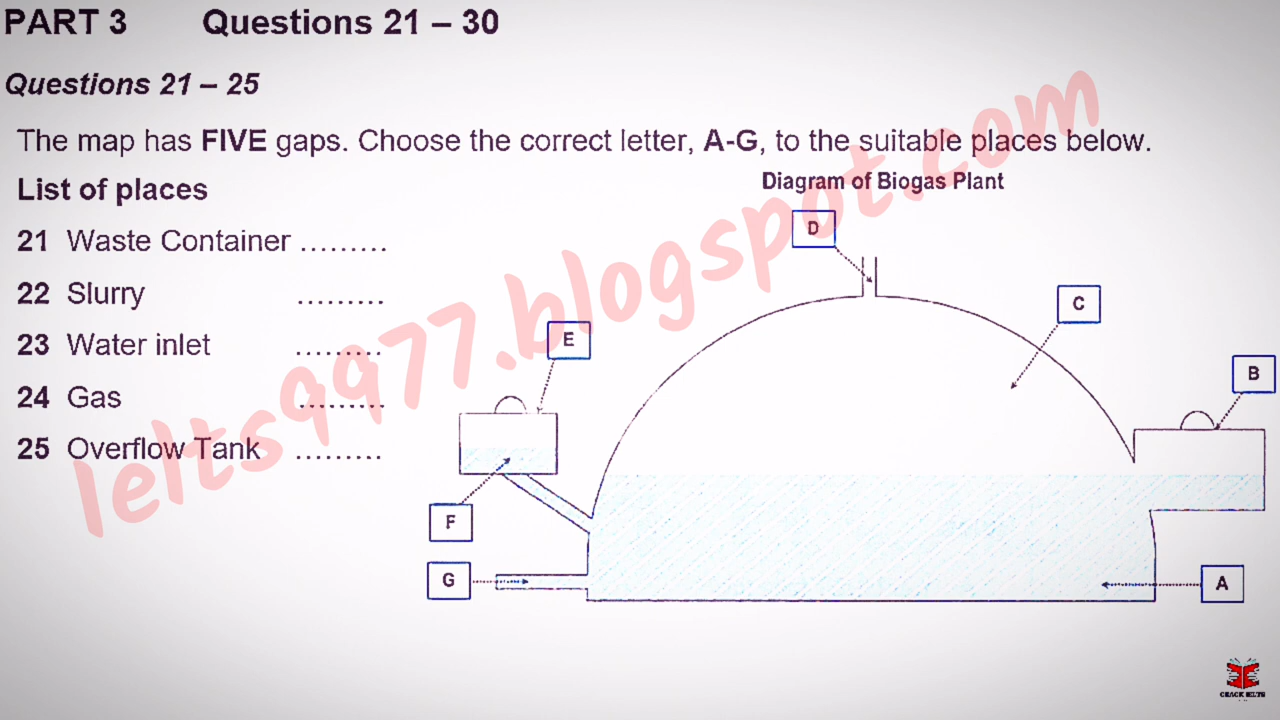 PART 3 Questions 21 – 30
Questions 21 – 25
The map has FIVE gaps. Choose the correct letter, A-G, to the suitable places below.
List of places
Diagram of Biogas Plant
21 Waste Container .........
22 Slurry .........
23 Water inlet .........
24 Gas .........
25 Overflow Tank .........
D
C
E
B
F
G
A
Ielts9977.blogspot.com
CRACK IELTS